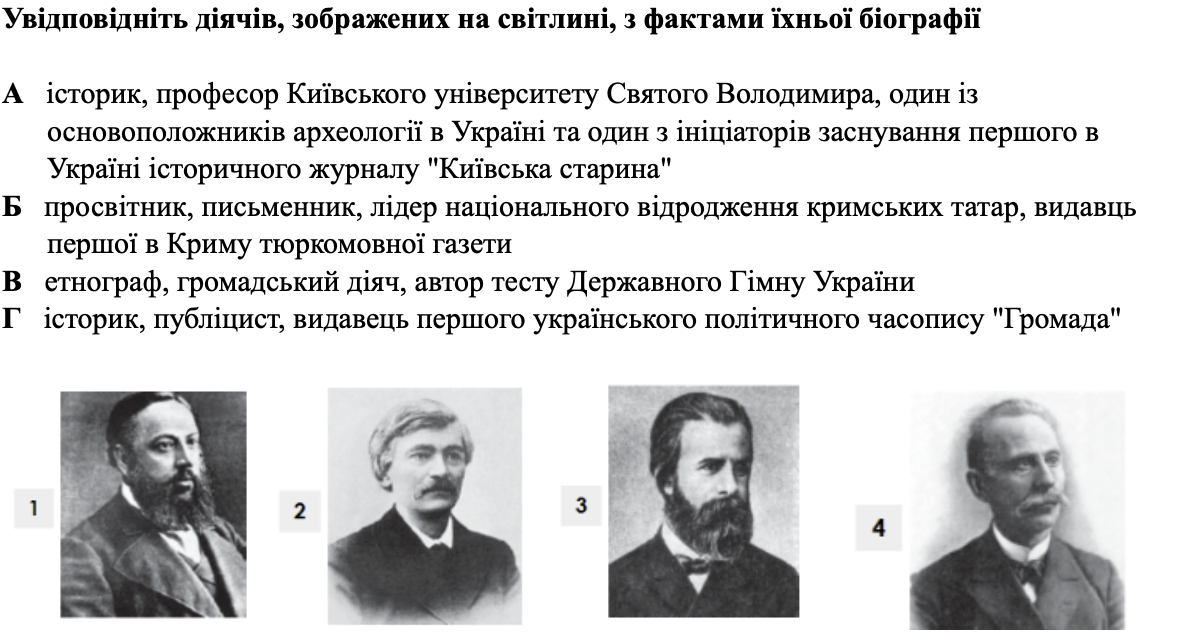 Увідповідніть діячів, зображених на світлині, з фактами їхньої біографії
А історик, професор Київського університету Святого Володимира, один із
основоположників археології в Україні та один з ініціаторів заснування першого в
Україні історичного журналу "Київська старина"
Б просвітник, письменник, лідер національного відродження кримських татар, видавць
першої в Криму тюркомовної газети
В етнограф, громадський діяч, автор тесту Державного Гімну України
Г історик, публіцист, видавець першого українського політичного часопису "Громада"
1
2
3
4